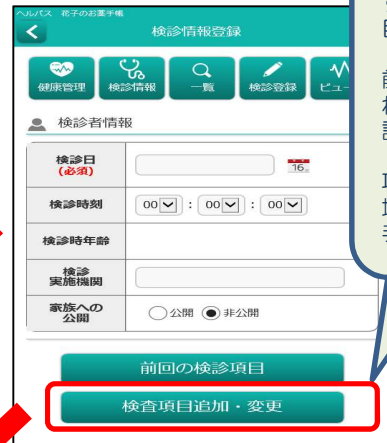 ヘルパス 花子のお薬手帳
検診情報登録
健康管理
検診情報
一覧
検診登録
ビュー
検診者情報
検診日
(必須)
16
検診時刻
00 : 00 : 00
検診時年齢
検診
実施機関
家族への
公開
公開 非公開
前回の検診項目
検査項目追加・変更